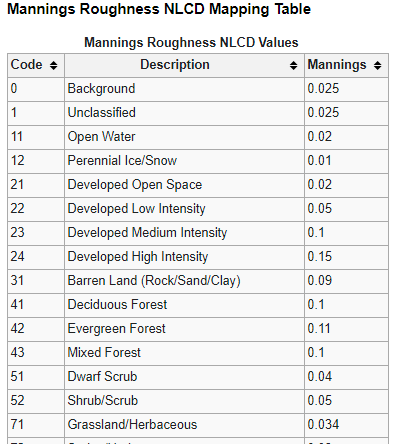 Mannings Roughness NLCD Mapping Table
Mannings Roughness NLCD Values
Code Description Mannings
0 Background 0.025
1 Unclassified 0.025
11 Open Water 0.02
12 Perennial Ice/Snow 0.01
21 Developed Open Space 0.02
22 Developed Low Intensity 0.05
23 Developed Medium Intensity 0.1
24 Developed High Intensity 0.15
31 Barren Land (Rock/Sand/Clay) 0.09
41 Deciduous Forest 0.1
42 Evergreen Forest 0.11
43 Mixed Forest 0.1
51 Dwarf Scrub 0.04
52 Shrub/Scrub 0.05
71 Grassland/Herbaceous 0.034